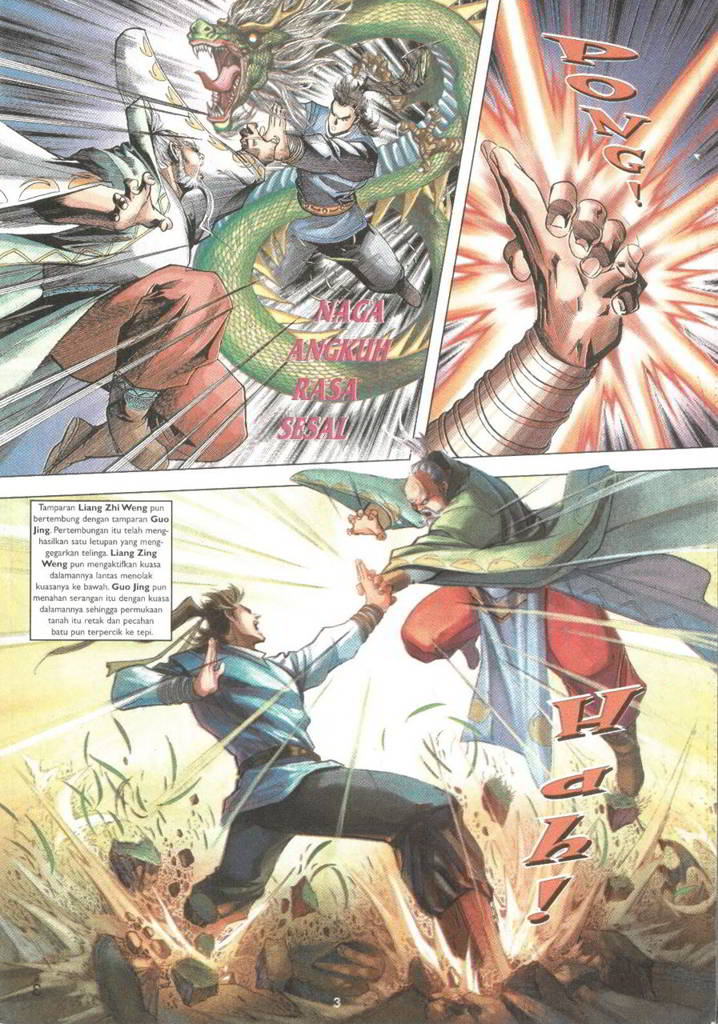 NAGA
ANGKUH
RASA
SESAL
PONG!
Tamparan Liang Zhi Weng pun
bertembung dengan tamparan Guo
Jing. Pertembungan itu telah meng-
hasilkan satu letupan yang meng-
gegarkan telinga. Liang Zing
Weng pun mengaktifkan kuasa
dalamannya lantas menolak
kuasanya ke bawah. Guo Jing pun
menahan serangan itu dengan kuasa
dalamannya sehingga permukaan
tanah itu retak dan pecahan
batu pun terpercik ke tepi.
Hah!
3